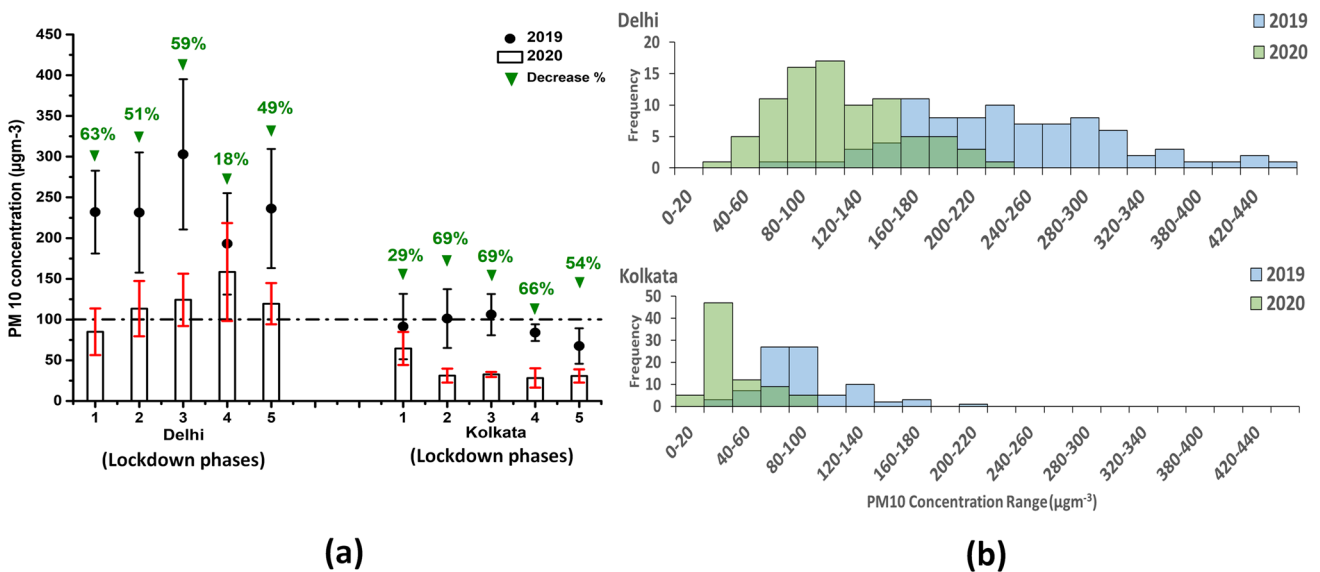 2019
2020
Decrease %
PM 10 concentration (µgm-3)
450
400
350
300
250
200
150
100
50
0
63%
51%
59%
18%
49%
29%
69%
69%
66%
54%
1 2 3 4 5 1 2 3 4 5
Delhi Kolkata
(Lockdown phases) (Lockdown phases)
(a)
Delhi
2019
2020
Frequency
20
15
10
5
0
0-20 40-60 80-100 120-140 160-180 200-220 240-260 280-300 320-340 380-400 420-440
Kolkata
2019
2020
Frequency
50
40
30
20
10
0
0-20 40-60 80-100 120-140 160-180 200-220 240-260 280-300 320-340 380-400 420-440
PM10 Concentration Range (µgm-3)
(b)